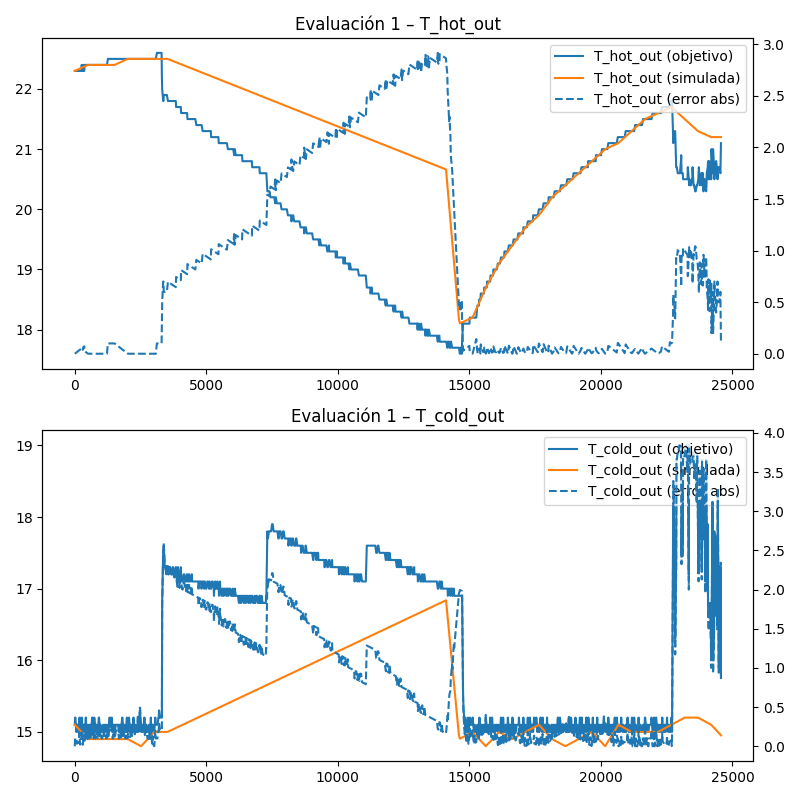 Evaluación 1 – T_hot_out
T_hot_out (objetivo)
T_hot_out (simulada)
T_hot_out (error abs)
22
21
20
19
18
3.0
2.5
2.0
1.5
1.0
0.5
0.0
0 5000 10000 15000 20000 25000
Evaluación 1 – T_cold_out
T_cold_out (objetivo)
T_cold_out (simulada)
T_cold_out (error abs)
19
18
17
16
15
4.0
3.5
3.0
2.5
2.0
1.5
1.0
0.5
0.0
0 5000 10000 15000 20000 25000